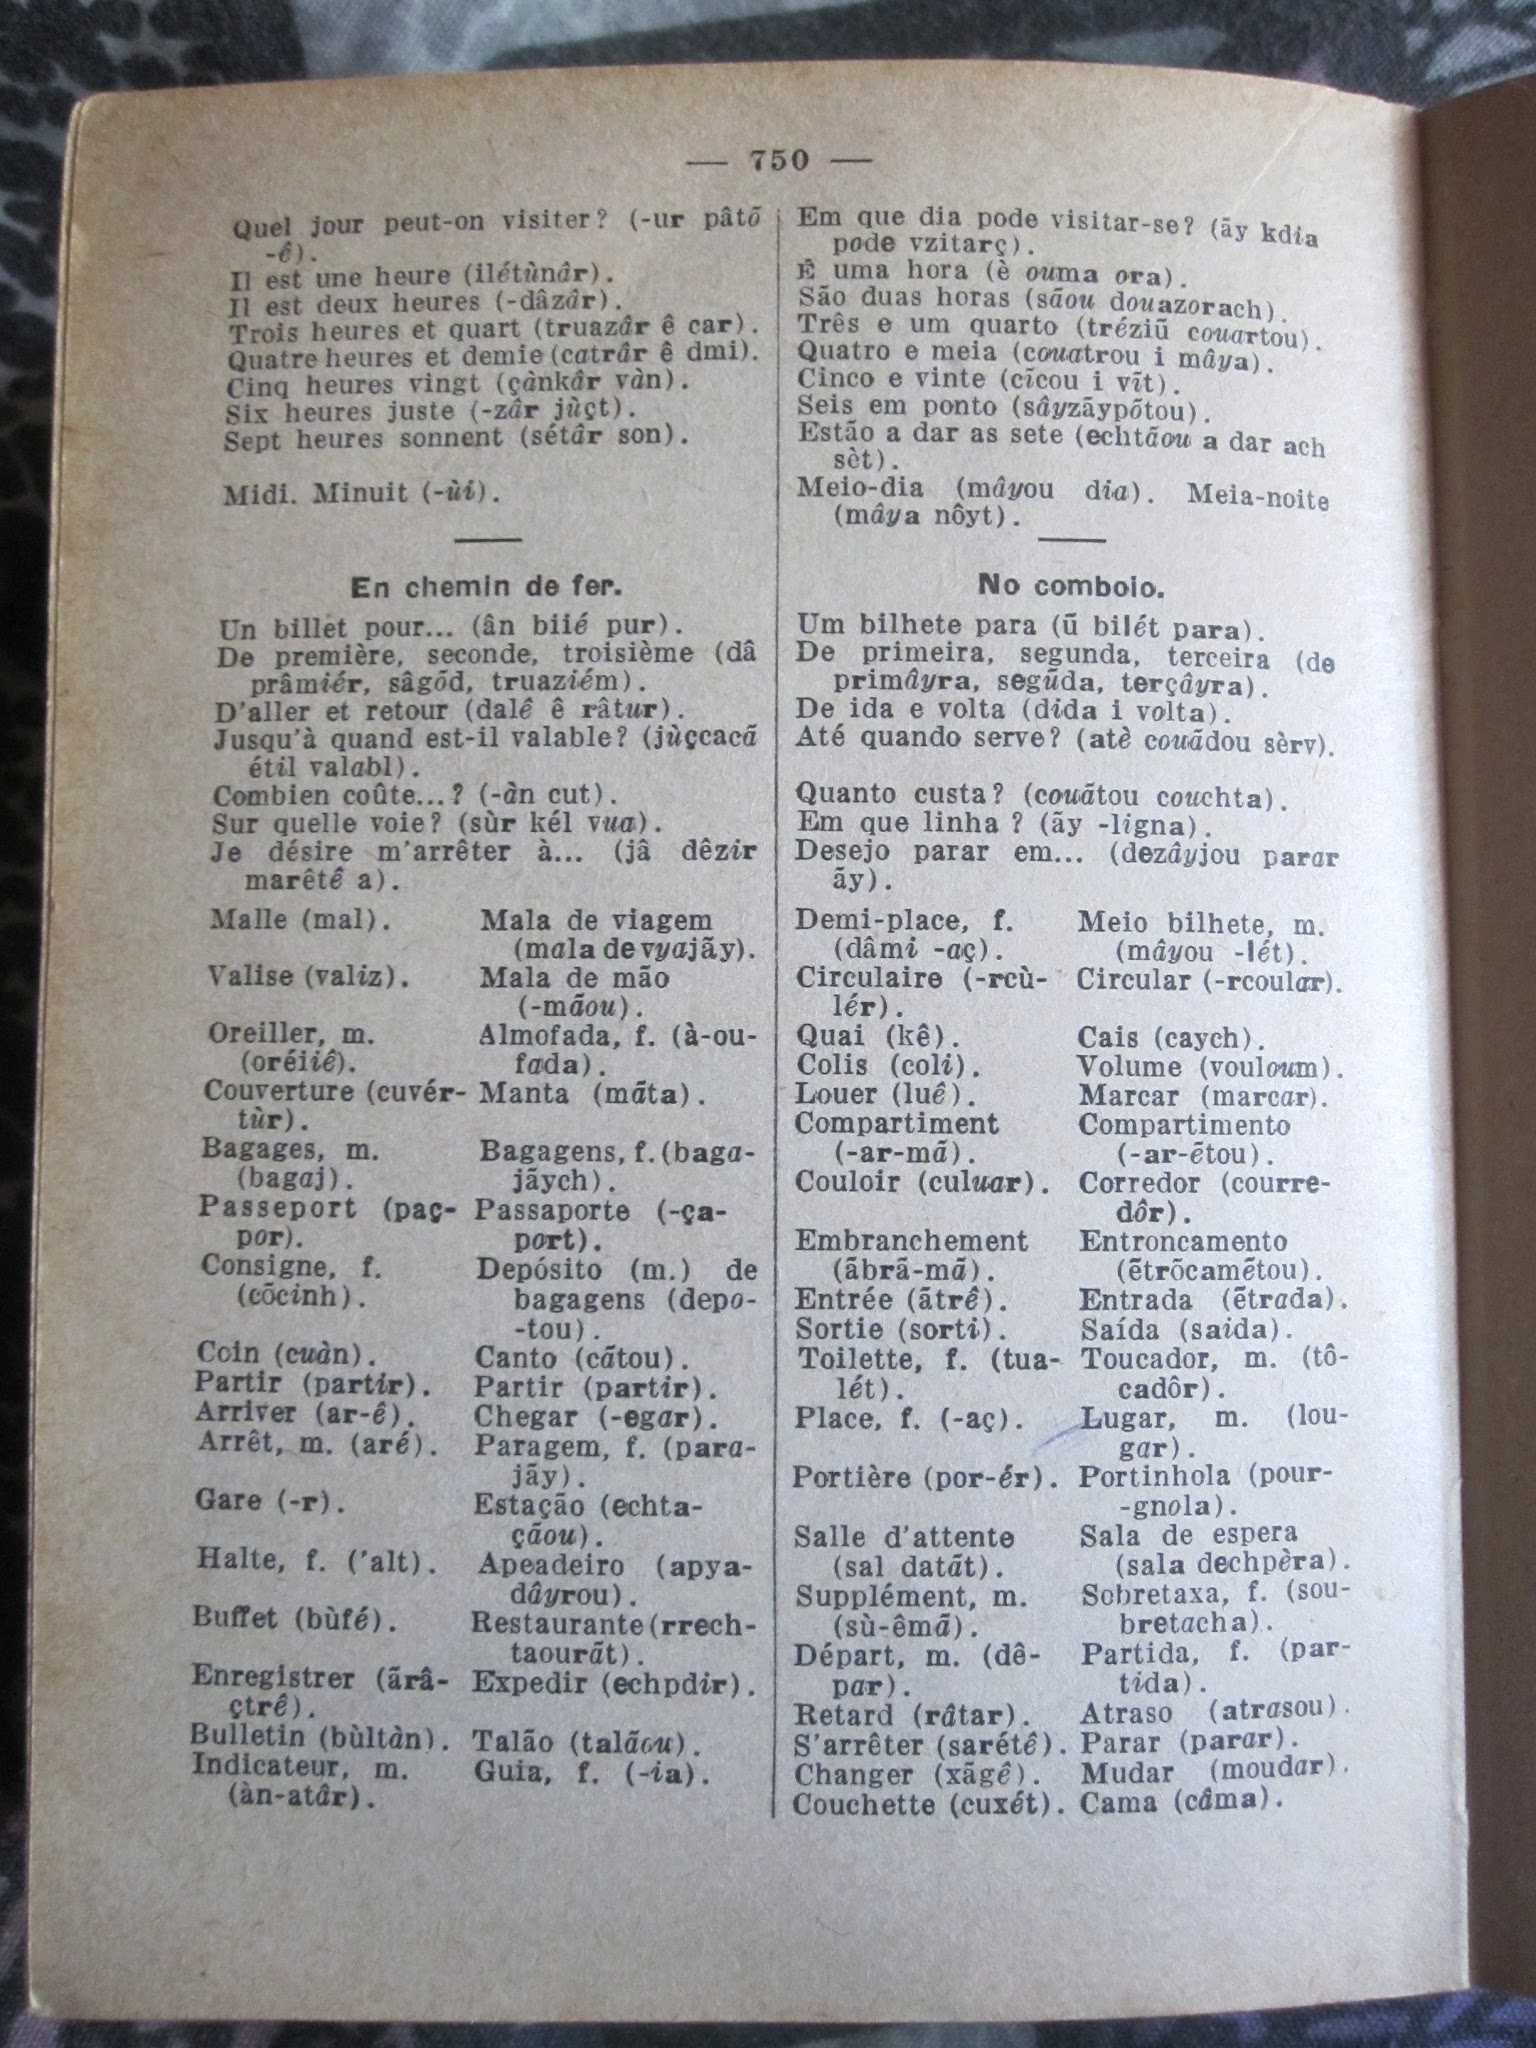 — 750 —
Quel jour peut-on visiter? (-ur pâtõ
-ê).
Il est une heure (ilétùnâr).
Il est deux heures (-dâzâr).
Trois heures et quart (truazâr ê car).
Quatre heures et demie (catrâr ê dmi).
Cinq heures vingt (çànkâr vàn).
Six heures juste (-zâr jùçt).
Sept heures sonnent (sétâr son).
Midi. Minuit (-ùi).
Em que dia pode visitar-se? (ãy kdia
pode vzitarç).
É uma hora (è ouma ora).
São duas horas (sãou douazorach).
Três e um quarto (tréziũ couartou).
Quatro e meia (couatrou i mâya).
Cinco e vinte (cĩcou i vĩt).
Seis em ponto (sâyzãypõtou).
Estão a dar as sete (echtãou a dar ach
sèt).
Meio-dia (mâyou dia). Meia-noite
(mâya nôyt).
En chemin de fer.
Un billet pour... (ân biié pur).
De première, seconde, troisième (dâ
prâmiér, sâgõd, truaziém).
D'aller et retour (dalê ê râtur).
Jusqu'à quand est-il valable? (jùçcacã
étil valabl).
Combien coûte...? (-àn cut).
Sur quelle voie? (sùr kél vua).
Je désire m'arrêter à... (jâ dêzir
marêtê a).
No comboio.
Um bilhete para (ũ bilét para).
De primeira, segunda, terceira (de
primâyra, segũda, terçâyra).
De ida e volta (dida i volta).
Até quando serve? (atè couãdou sèrv).
Quanto custa? (couãtou couchta).
Em que linha? (ãy -ligna).
Desejo parar em... (dezâyjou parar
ãy).
Malle (mal). Mala de viagem
(mala de vyajãy).
Valise (valiz). Mala de mão
(-mãou).
Oreiller, m. Almofada, f. (à-ou-
(oréiiê). fada).
Couverture (cuvér- Manta (mãta).
tùr).
Bagages, m. Bagagens, f. (baga-
(bagaj). jãych).
Passeport (paç- Passaporte (-ça-
por). port).
Consigne, f. Depósito (m.) de
(cõcinh). bagagens (depo-
-tou).
Coin (cuàn). Canto (cãtou).
Partir (partir). Partir (partir).
Arriver (ar-ê). Chegar (-egar).
Arrêt, m. (aré). Paragem, f. (para-
jãy).
Gare (-r). Estação (echta-
çãou).
Halte, f. ('alt). Apeadeiro (apya-
dâyrou).
Buffet (bùfé). Restaurante (rrech-
taourãt).
Enregistrer (ãrâ- Expedir (echpdir).
çtrê).
Bulletin (bùltàn). Talão (talãou).
Indicateur, m. Guia, f. (-ia).
(àn-atâr).
Demi-place, f. Meio bilhete, m.
(dâmi -aç). (mâyou -lét).
Circulaire (-rcù- Circular (-rcoular).
lér).
Quai (kê). Cais (caych).
Colis (coli). Volume (vouloum).
Louer (luê). Marcar (marcar).
Compartiment Compartimento
(-ar-mã). (-ar-ẽtou).
Couloir (culuar). Corredor (courre-
dôr).
Embranchement Entroncamento
(ãbrã-mã). (ẽtrõcamẽtou).
Entrée (ãtrê). Entrada (ẽtrada).
Sortie (sorti). Saída (saida).
Toilette, f. (tua- Toucador, m. (tô-
lét). cadôr).
Place, f. (-aç). Lugar, m. (lou-
gar).
Portière (por-ér). Portinhola (pour-
-gnola).
Salle d'attente Sala de espera
(sal datãt). (sala dechpèra).
Supplément, m. Sobretaxa, f. (sou-
(sù-êmã). bretacha).
Départ, m. (dê- Partida, f. (par-
par). tida).
Retard (râtar). Atraso (atrasou).
S'arrêter (sarétê). Parar (parar).
Changer (xãgê). Mudar (moudar).
Couchette (cuxét). Cama (câma).